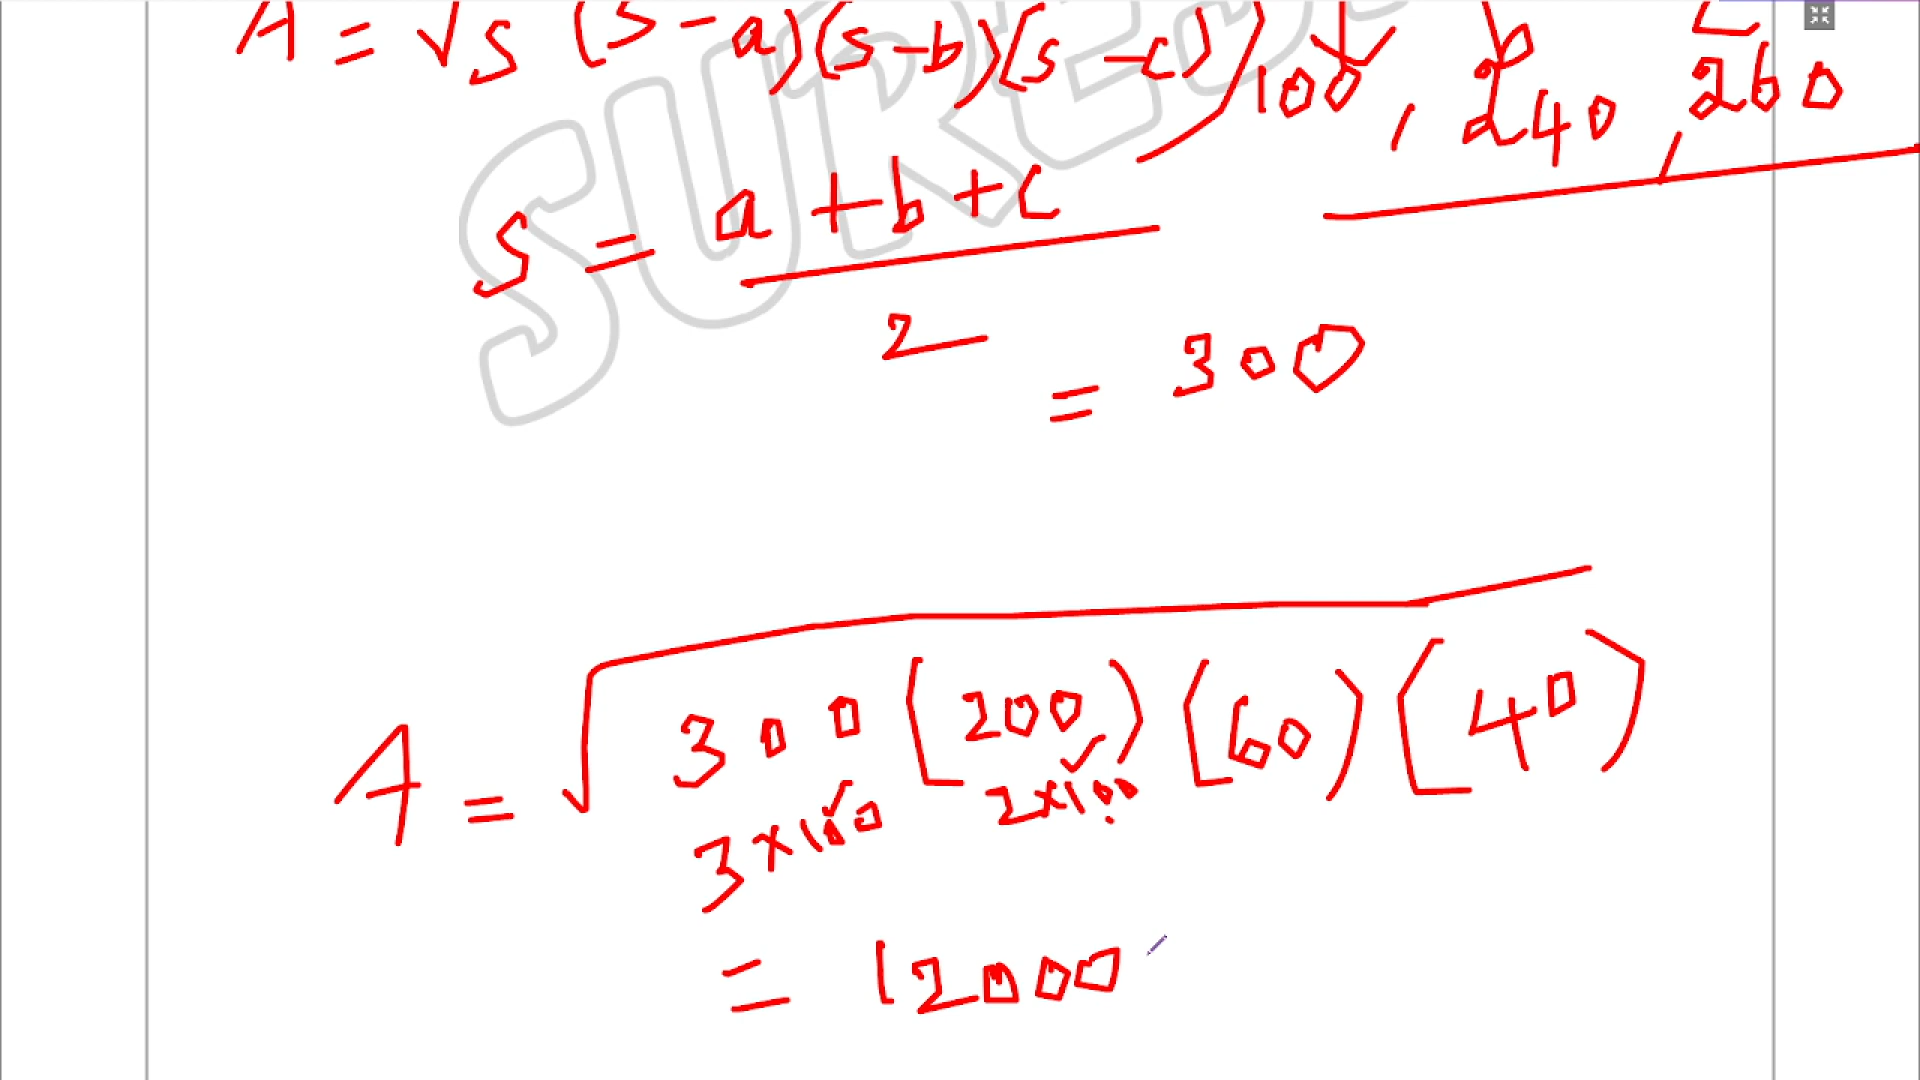 A = √s (s-a)(s-b)(s-c)
100, 240, 260
s = a+b+c
2
= 300
A = √300 (200) (60) (40)
3×100 2×100
= 12000